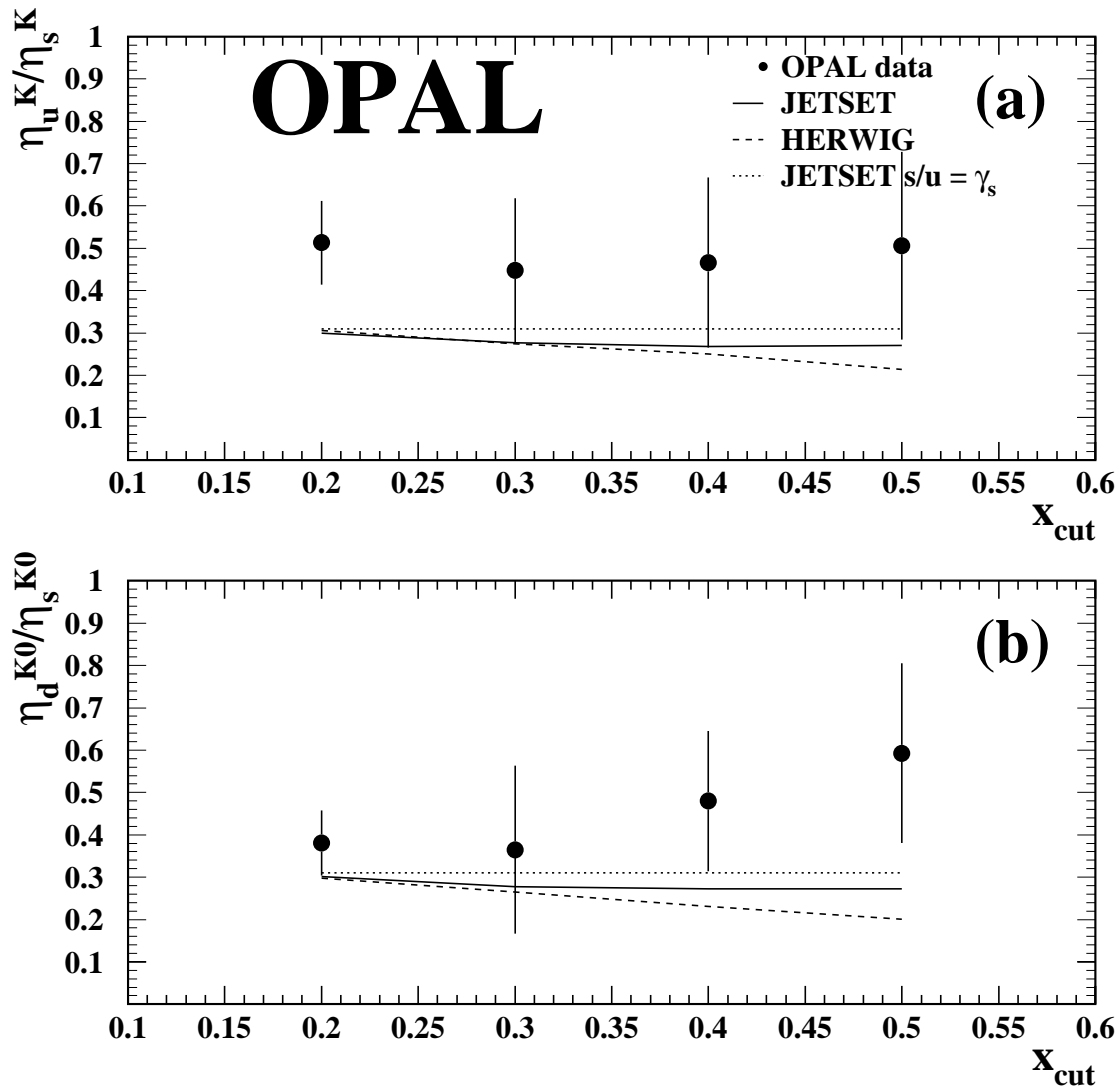 OPAL
(a)
OPAL data
JETSET
HERWIG
JETSET s/u = γs
ηuK/ηsK
1
0.9
0.8
0.7
0.6
0.5
0.4
0.3
0.2
0.1
0.1 0.15 0.2 0.25 0.3 0.35 0.4 0.45 0.5 0.55 0.6
xcut
(b)
ηdK0/ηsK0
1
0.9
0.8
0.7
0.6
0.5
0.4
0.3
0.2
0.1
0.1 0.15 0.2 0.25 0.3 0.35 0.4 0.45 0.5 0.55 0.6
xcut